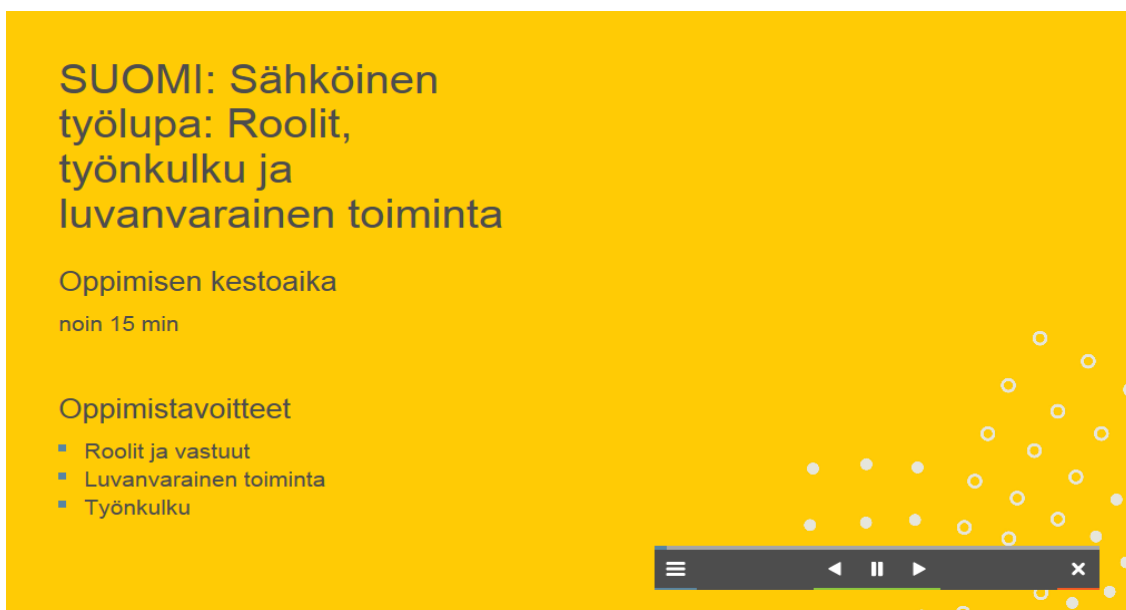 SUOMI: Sähköinen
työlupa: Roolit,
työnkulku ja
luvanvarainen toiminta
Oppimisen kestoaika
noin 15 min
Oppimistavoitteet
Roolit ja vastuut
Luvanvarainen toiminta
Työnkulku